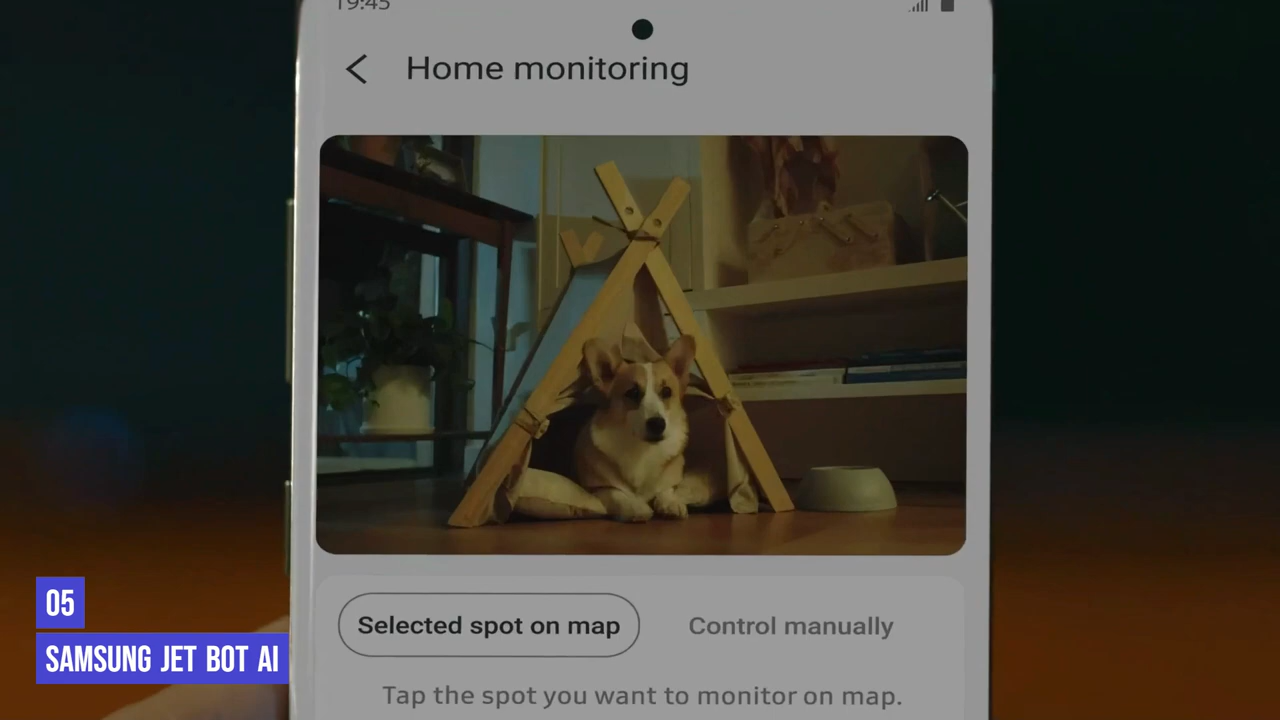 19:45
Home monitoring
Selected spot on map
Control manually
Tap the spot you want to monitor on map.
05
SAMSUNG JET BOT AI